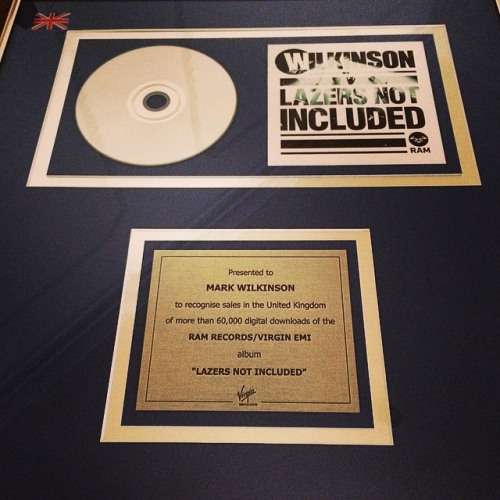 WILKINSON
LAZERS NOT
INCLUDED
RAM
Presented to
MARK WILKINSON
to recognise sales in the United Kingdom
of more than 60,000 digital downloads of the
RAM RECORDS/VIRGIN EMI
album
"LAZERS NOT INCLUDED"
Virgin